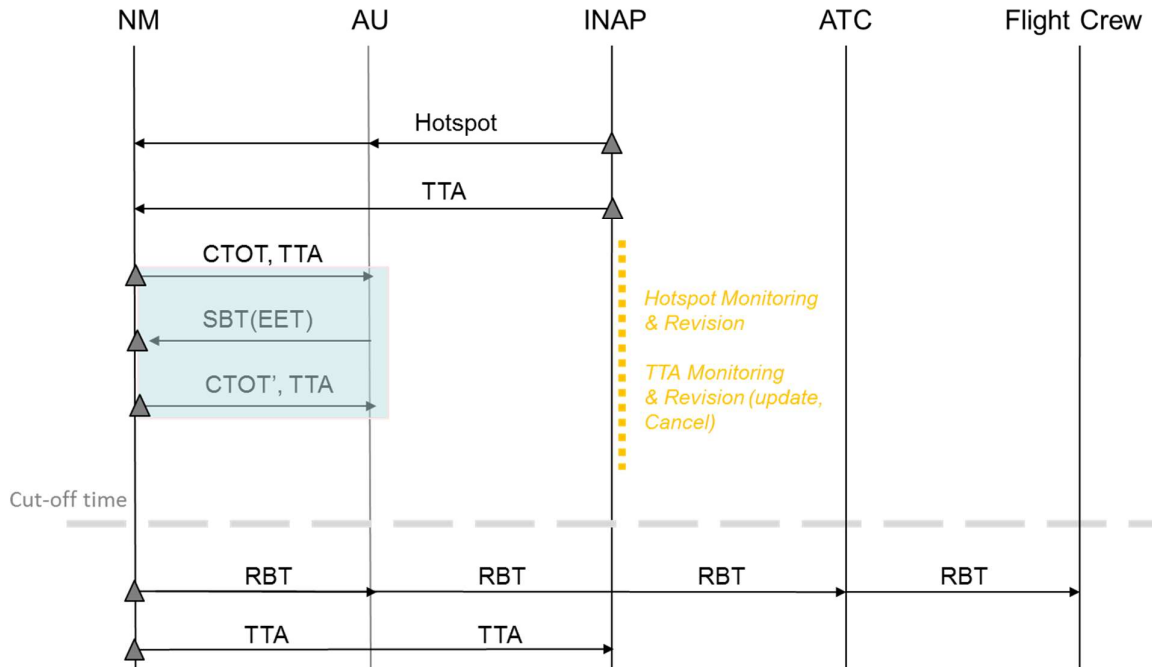 NM AU INAP ATC Flight Crew
Hotspot
TTA
CTOT, TTA
SBT(EET)
CTOT’, TTA
Hotspot Monitoring
& Revision
TTA Monitoring
& Revision (update,
Cancel)
Cut-off time
RBT RBT RBT RBT
TTA TTA